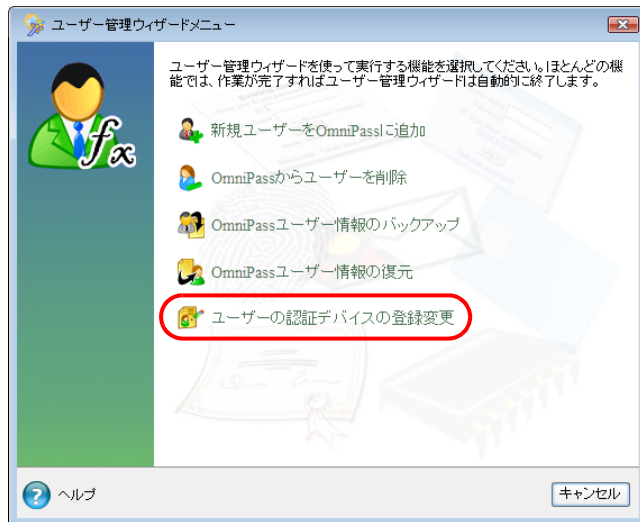 ユーザー管理ウィザードメニュー
ユーザー管理ウィザードを使って実行する機能を選択してください。ほとんどの機
能では、作業が完了すればユーザー管理ウィザードは自動的に終了します。
fx
新規ユーザーをOmniPassに追加
OmniPassからユーザーを削除
OmniPassユーザー情報のバックアップ
OmniPassユーザー情報の復元
ユーザーの認証デバイスの登録変更
? ヘルプ
キャンセル